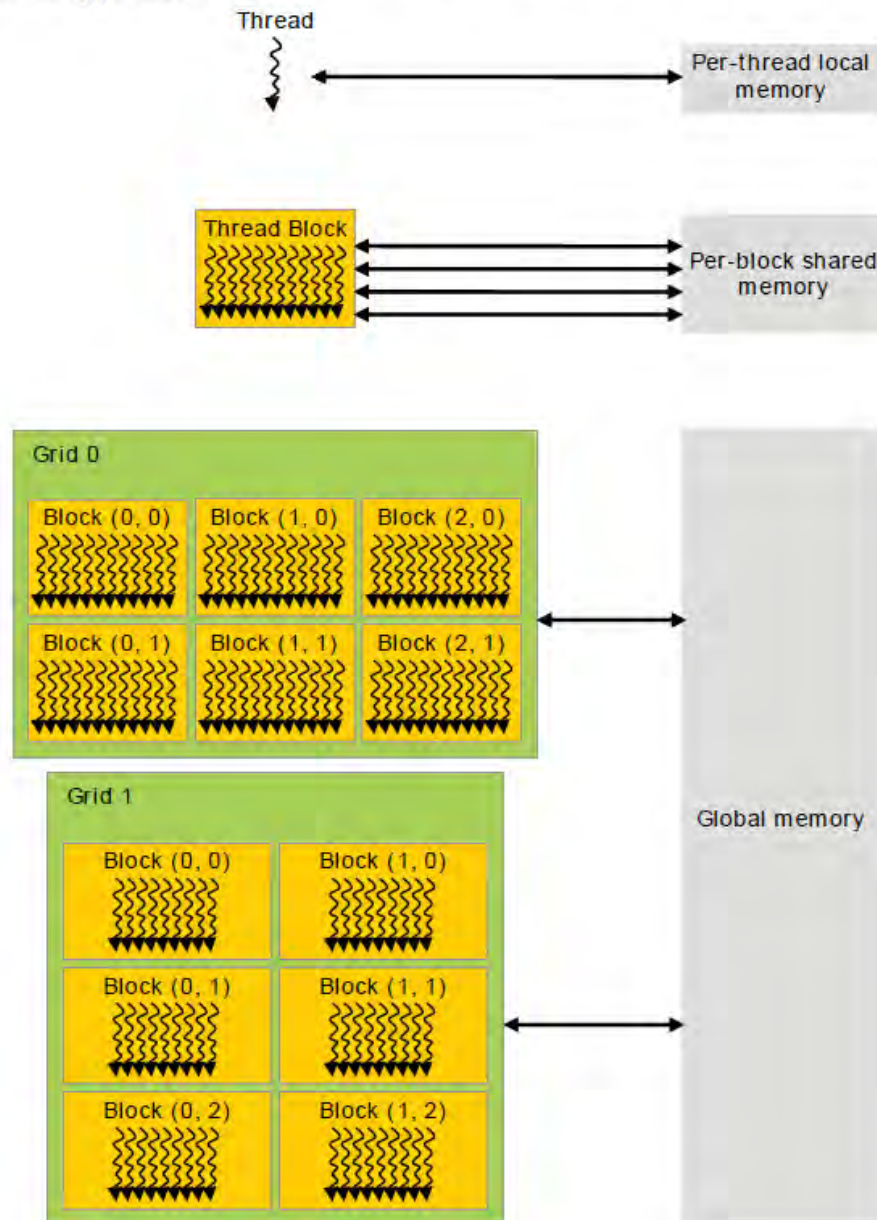 Thread
Per-thread local
memory
Thread Block
Per-block shared
memory
Grid 0
Block (0, 0) Block (1, 0) Block (2, 0)
Block (0, 1) Block (1, 1) Block (2, 1)
Grid 1
Global memory
Block (0, 0) Block (1, 0)
Block (0, 1) Block (1, 1)
Block (0, 2) Block (1, 2)